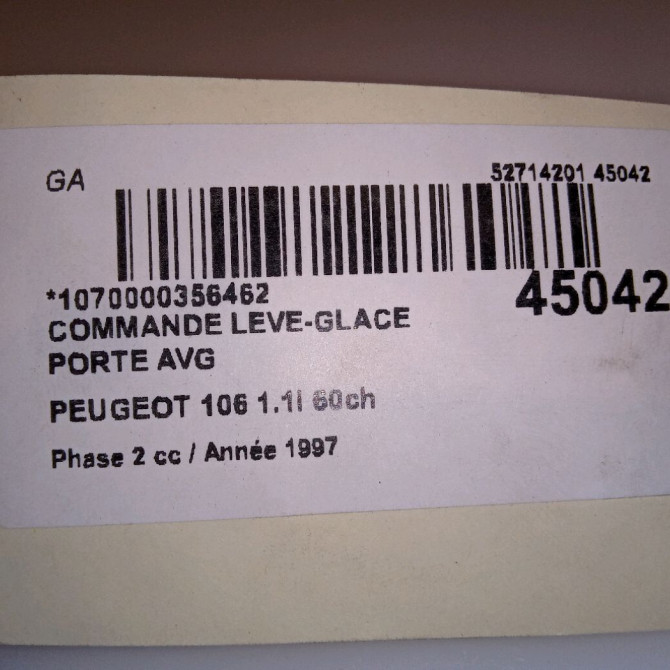 GA
52714201 45042
*1070000356462
45042
COMMANDE LEVE-GLACE
PORTE AVG
PEUGEOT 106 1.1I 60ch
Phase 2 cc / Année 1997